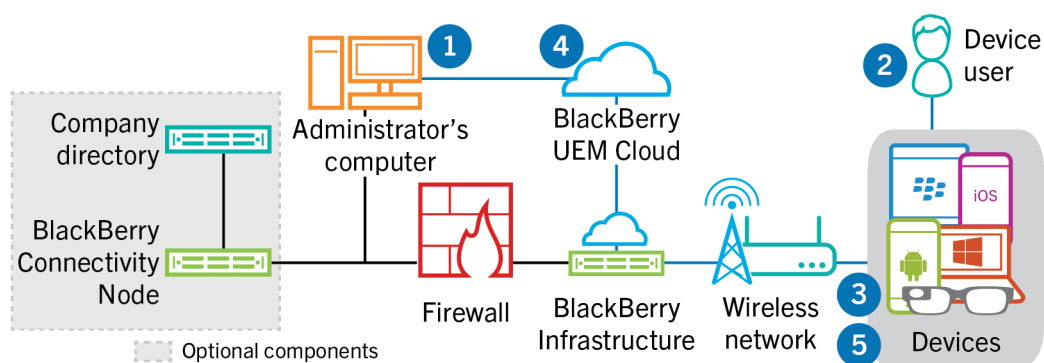 1
4
2
Device
user
Company
directory
Administrator's
computer
BlackBerry
UEM Cloud
iOS
BlackBerry
Connectivity
Node
Firewall
BlackBerry
Infrastructure
Wireless
network
3
5
Devices
Optional components